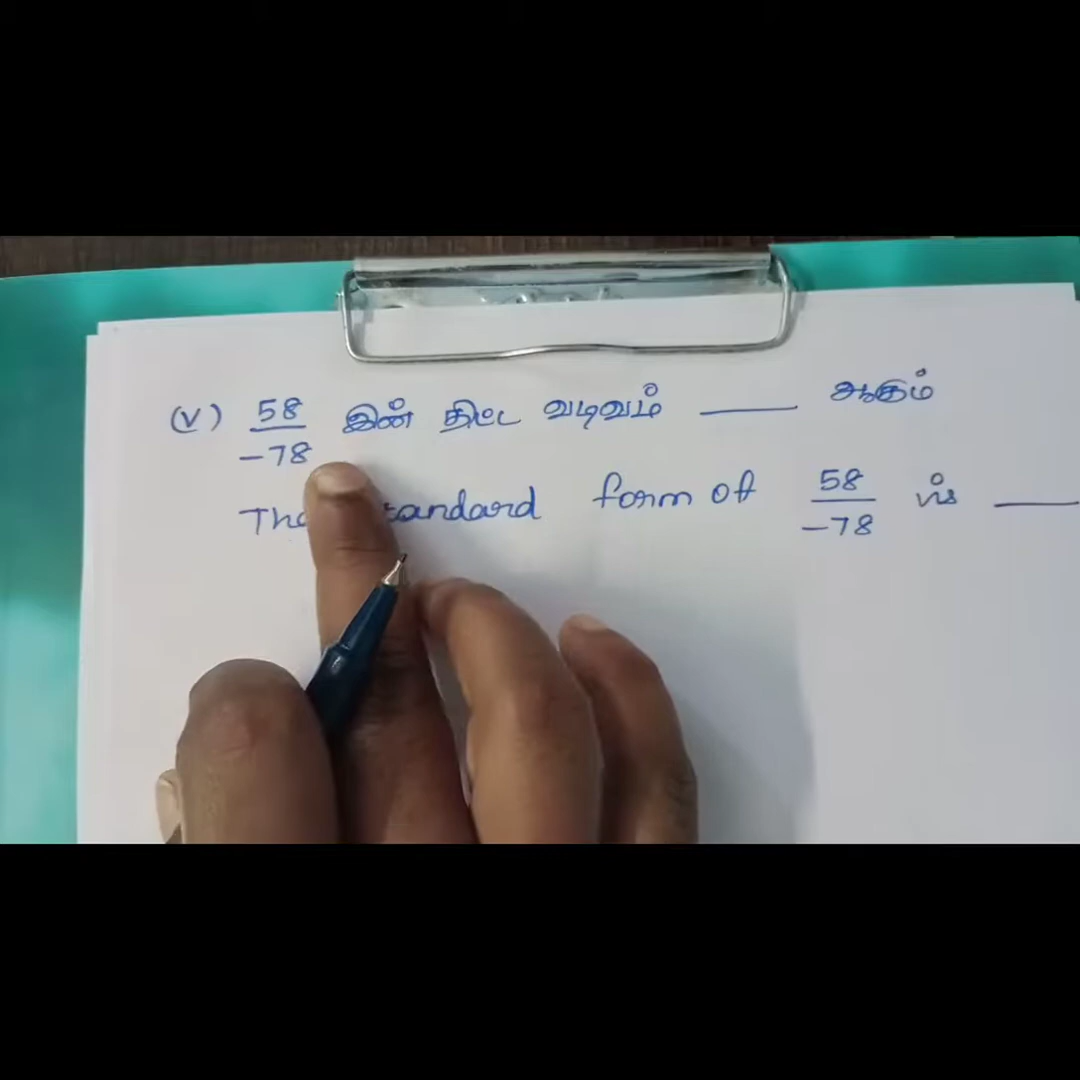 (v) 58/-78 இன் திட்ட வடிவம் ____ ஆகும்
The standard form of 58/-78 is ____